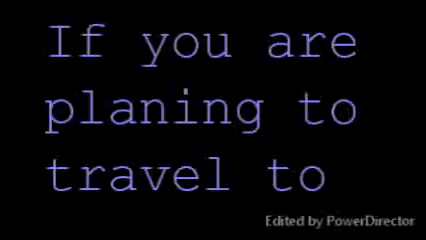 If you are
planing to
travel to
Edited by PowerDirector